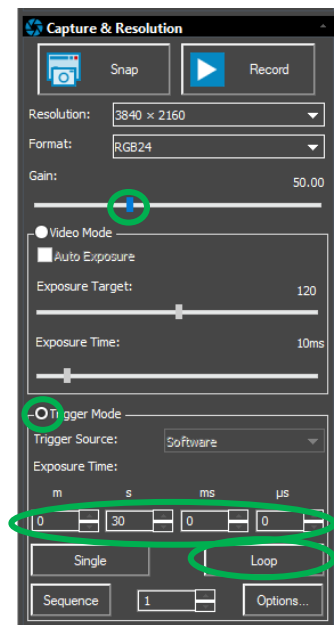 Capture & Resolution
Snap Record
Resolution: 3840 × 2160
Format: RGB24
Gain: 50.00
Video Mode
Auto Exposure
Exposure Target: 120
Exposure Time: 10ms
Trigger Mode
Trigger Source: Software
Exposure Time:
m s ms µs
0 30 0 0
Single Loop
Sequence 1 Options...